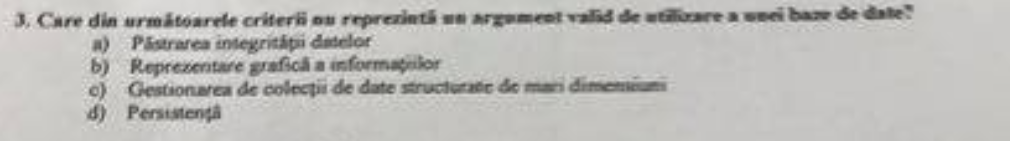 3. Care din următoarele criterii nu reprezintă un argument valid de utilizare a unei baze de date?
a) Păstrarea integrității datelor
b) Reprezentare grafică a informațiilor
c) Gestionarea de colecții de date structurate de mari dimensiuni
d) Persistență